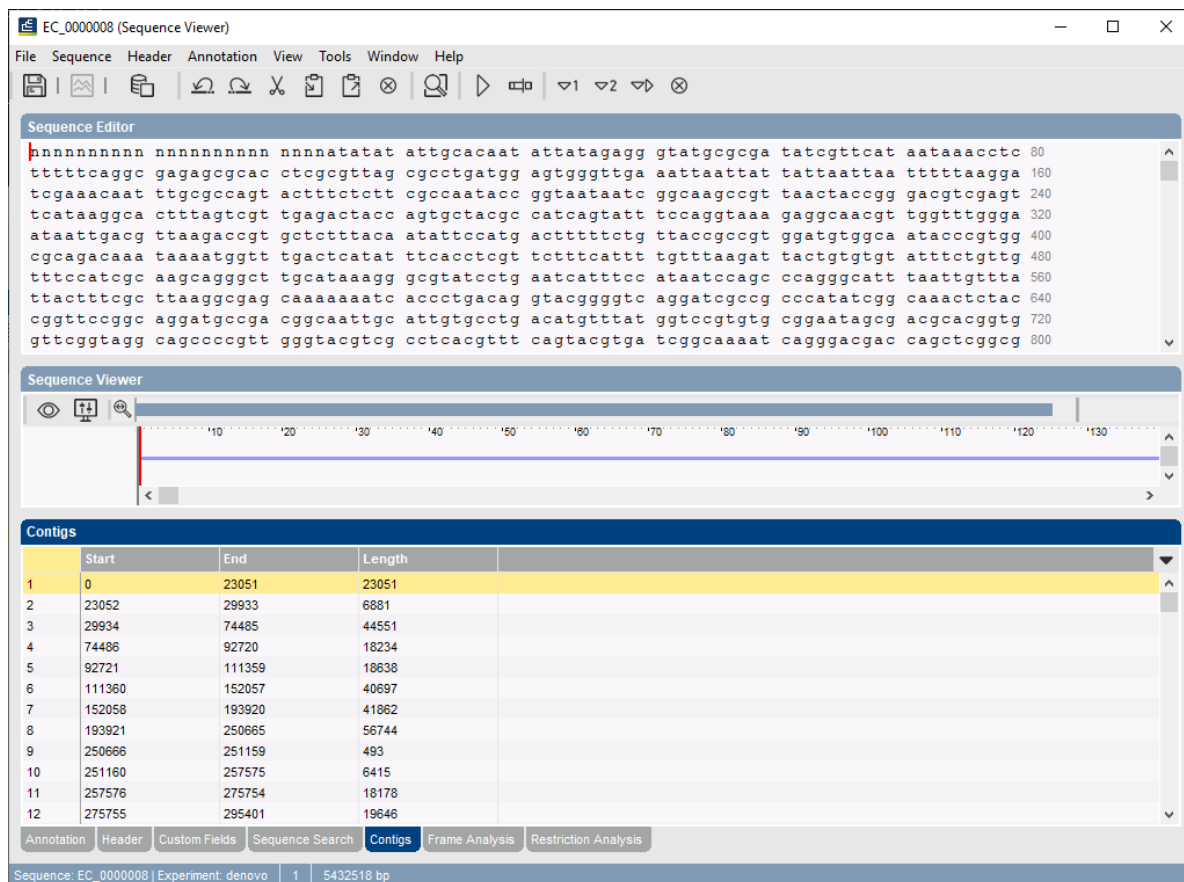 EC_0000008 (Sequence Viewer)
File Sequence Header Annotation View Tools Window Help
1 2
Sequence Editor
nnnnnnnnnn nnnnnnnnnn nnnnatatat attgcacaat attatagagg gtatgcgcga tatcgttcat aataaacctc 80
tttttcaggc gagagcgcac ctcgcgttag cgcctgatgg agtgggttga aattaattat tattaattaa tttttaagga 160
tcgaaacaat ttgcgccagt actttctctt cgccaatacc ggtaataatc ggcaagccgt taactaccgg gacgtcgagt 240
tcataaggca ctttagtcgt tgagactacc agtgctacgc catcagtatt tccaggtaaa gaggcaacgt tggtttggga 320
ataattgacg ttaagaccgt gctctttaca atattccatg actttttctg ttaccgccgt ggatgtggca atacccgtgg 400
cgcagacaaa taaaatggtt tgactcatat ttcacctcgt tctttcattt tgtttaagat tactgtgtgt atttctgttg 480
tttccatcgc aagcagggct tgcataaagg gcgtatcctg aatcatttcc ataatccagc ccagggcatt taattgttta 560
ttactttcgc ttaaggcgag caaaaaaatc accctgacag gtacggggtc aggatcgccg cccatatcgg caaactctac 640
cggttccggc aggatgccga cggcaattgc attgtgcctg acatgtttat ggtccgtgtg cggaatagcg acgcacggtg 720
gttcggtagg cagccccgtt gggtacgtcg cctcacgttt cagtacgtga tcggcaaaat cagggacgac cagctcggcg 800
Sequence Viewer
'10 '20 '30 '40 '50 '60 '70 '80 '90 '100 '110 '120 '130
Contigs
Start End Length
1 0 23051 23051
2 23052 29933 6881
3 29934 74485 44551
4 74486 92720 18234
5 92721 111359 18638
6 111360 152057 40697
7 152058 193920 41862
8 193921 250665 56744
9 250666 251159 493
10 251160 257575 6415
11 257576 275754 18178
12 275755 295401 19646
Annotation Header Custom Fields Sequence Search Contigs Frame Analysis Restriction Analysis
Sequence: EC_0000008 | Experiment: denovo 1 5432518 bp